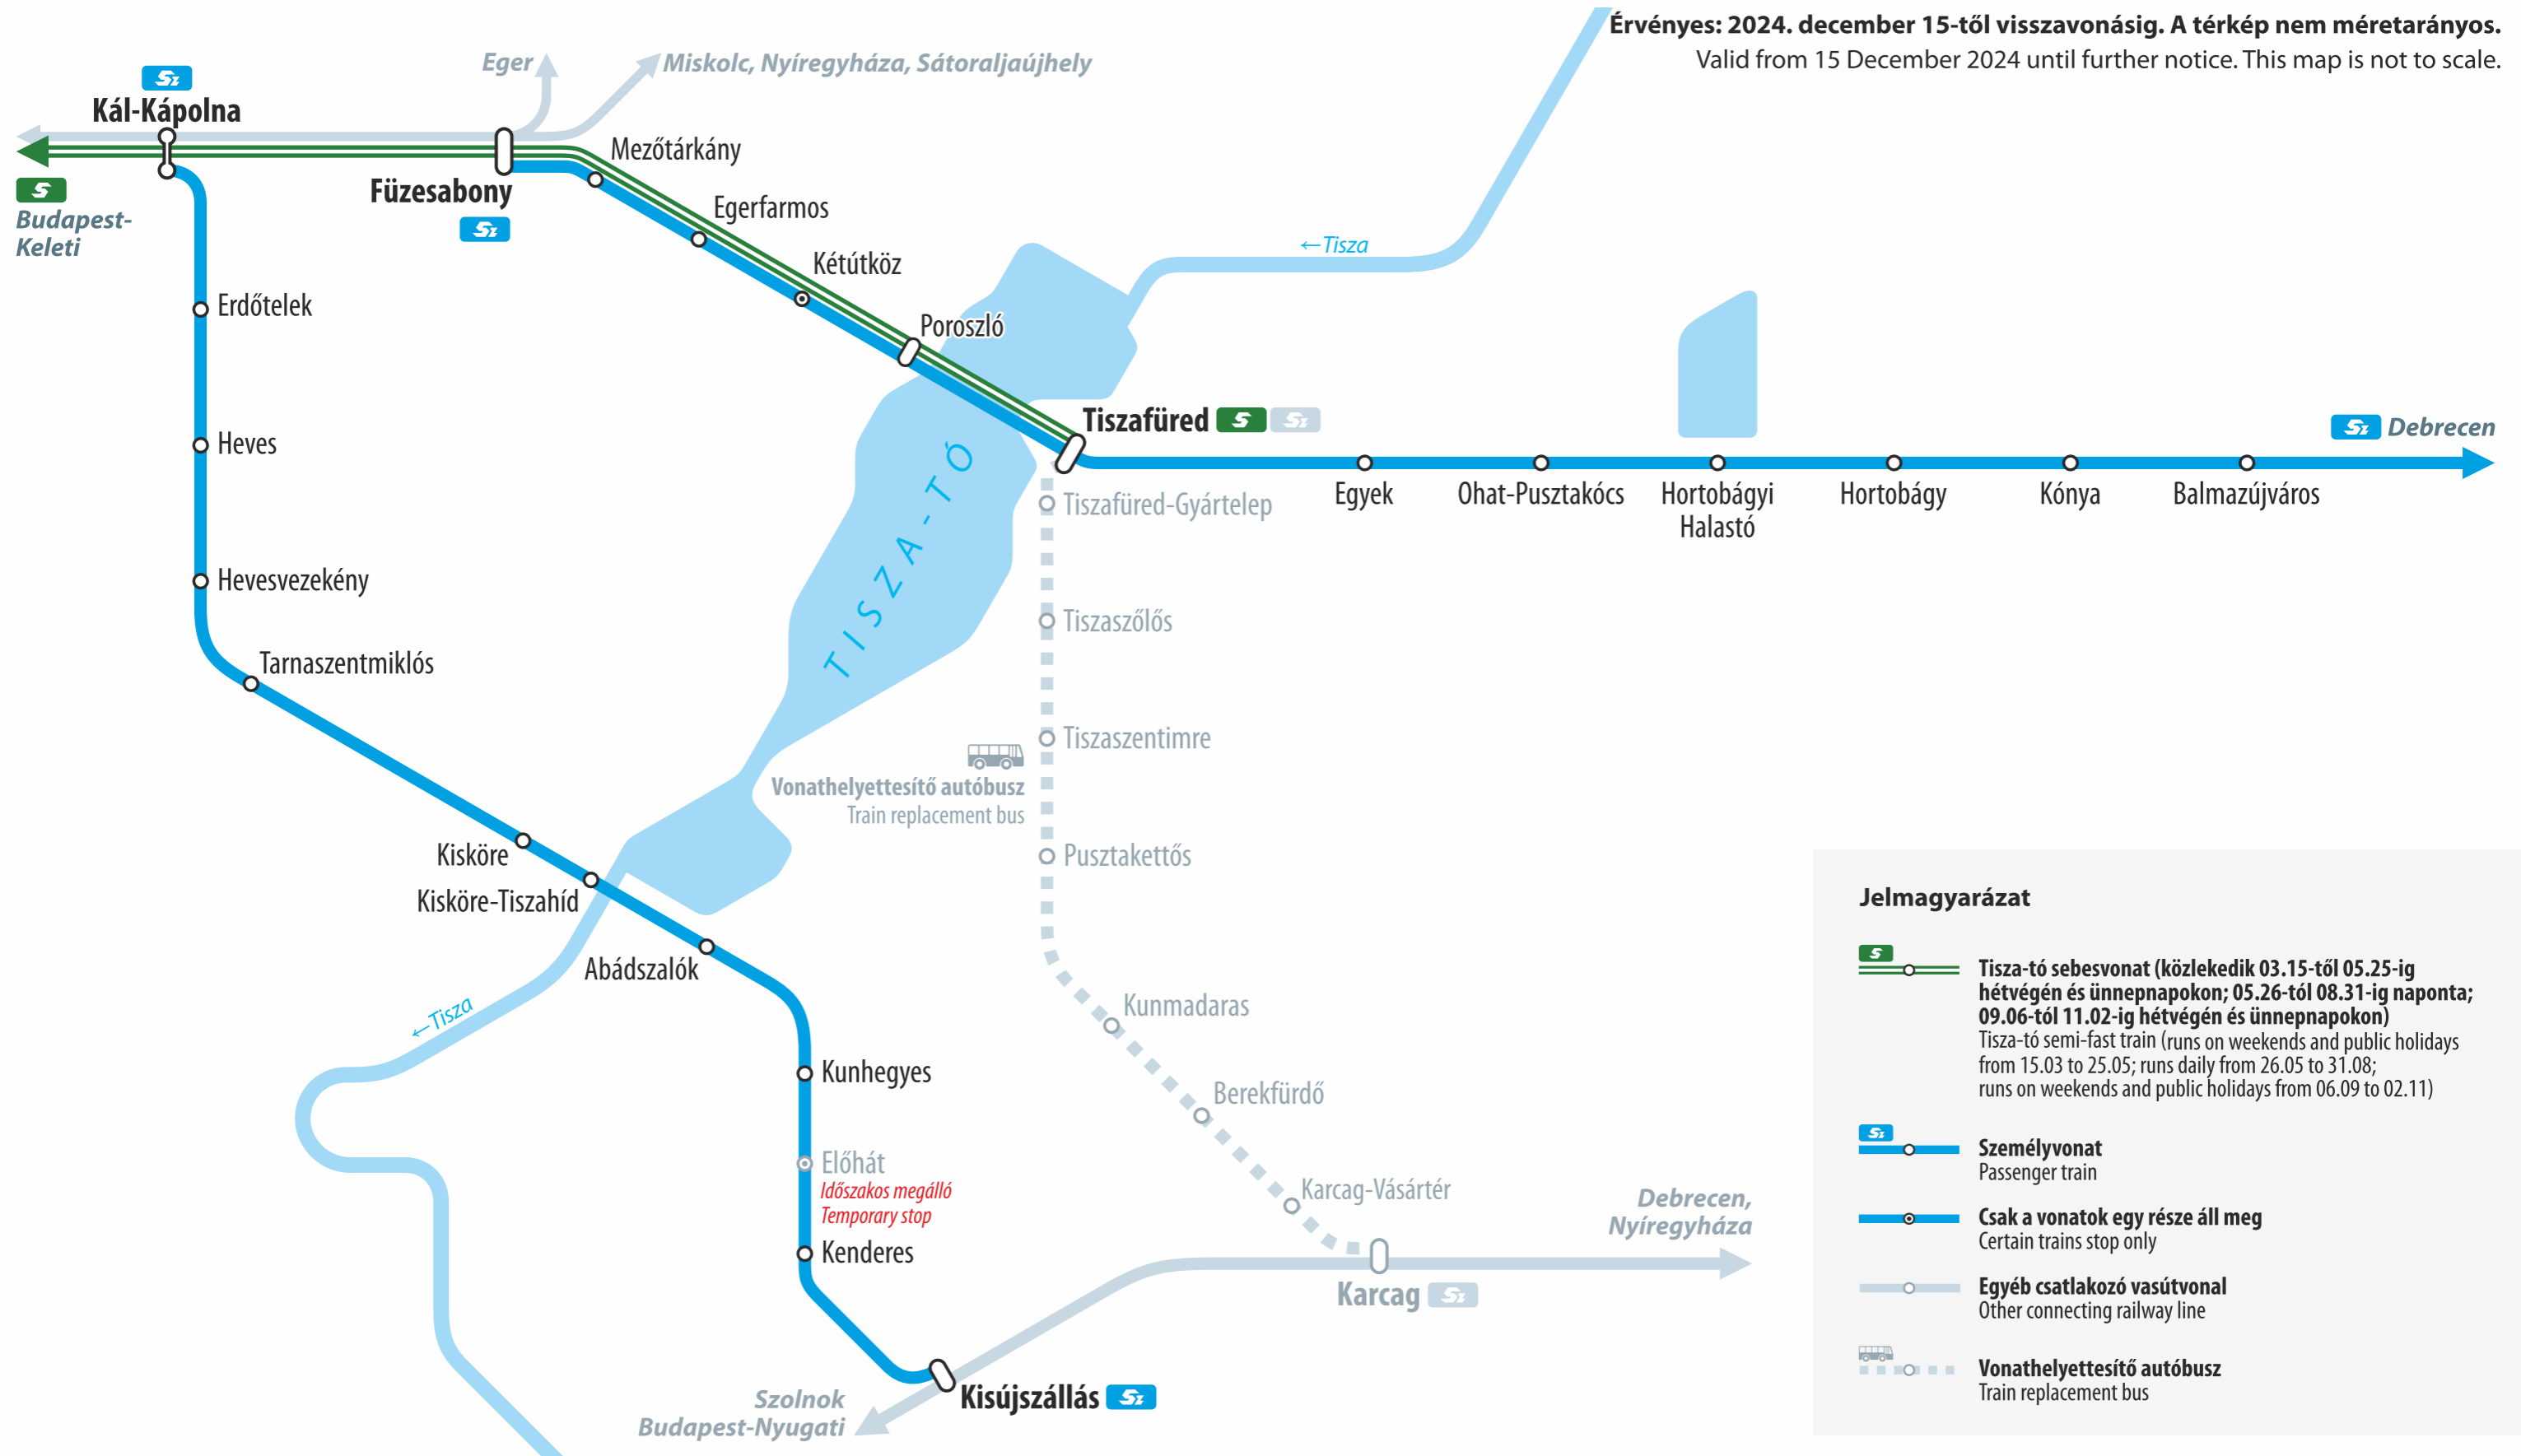 Érvényes: 2024. december 15-től visszavonásig. A térkép nem méretarányos.
Valid from 15 December 2024 until further notice. This map is not to scale.
Eger
Miskolc, Nyíregyháza, Sátoraljaújhely
Sz
Kál-Kápolna
S
Budapest-
Keleti
Füzesabony
Sz
Mezőtárkány
Egerfarmos
Kétútköz
Poroszló
←Tisza
Tiszafüred S Sz
Sz Debrecen
Egyek
Ohat-Pusztakócs
Hortobágyi
Halastó
Hortobágy
Kónya
Balmazújváros
Erdőtelek
Heves
Hevesvezekény
Tarnaszentmiklós
Kisköre
Kisköre-Tiszahíd
Abádszalók
TISZA-TÓ
←Tisza
Kunhegyes
Előhát
Időszakos megálló
Temporary stop
Kenderes
Kisújszállás Sz
Szolnok
Budapest-Nyugati
Tiszafüred-Gyártelep
Tiszaszőlős
Tiszaszentimre
Vonathelyettesítő autóbusz
Train replacement bus
Pusztakettős
Kunmadaras
Berekfürdő
Karcag-Vásártér
Karcag Sz
Debrecen,
Nyíregyháza
Jelmagyarázat
S
Tisza-tó sebesvonat (közlekedik 03.15-től 05.25-ig
hétvégén és ünnepnapokon; 05.26-tól 08.31-ig naponta;
09.06-tól 11.02-ig hétvégén és ünnepnapokon)
Tisza-tó semi-fast train (runs on weekends and public holidays
from 15.03 to 25.05; runs daily from 26.05 to 31.08;
runs on weekends and public holidays from 06.09 to 02.11)
Sz
Személyvonat
Passenger train
Csak a vonatok egy része áll meg
Certain trains stop only
Egyéb csatlakozó vasútvonal
Other connecting railway line
Vonathelyettesítő autóbusz
Train replacement bus